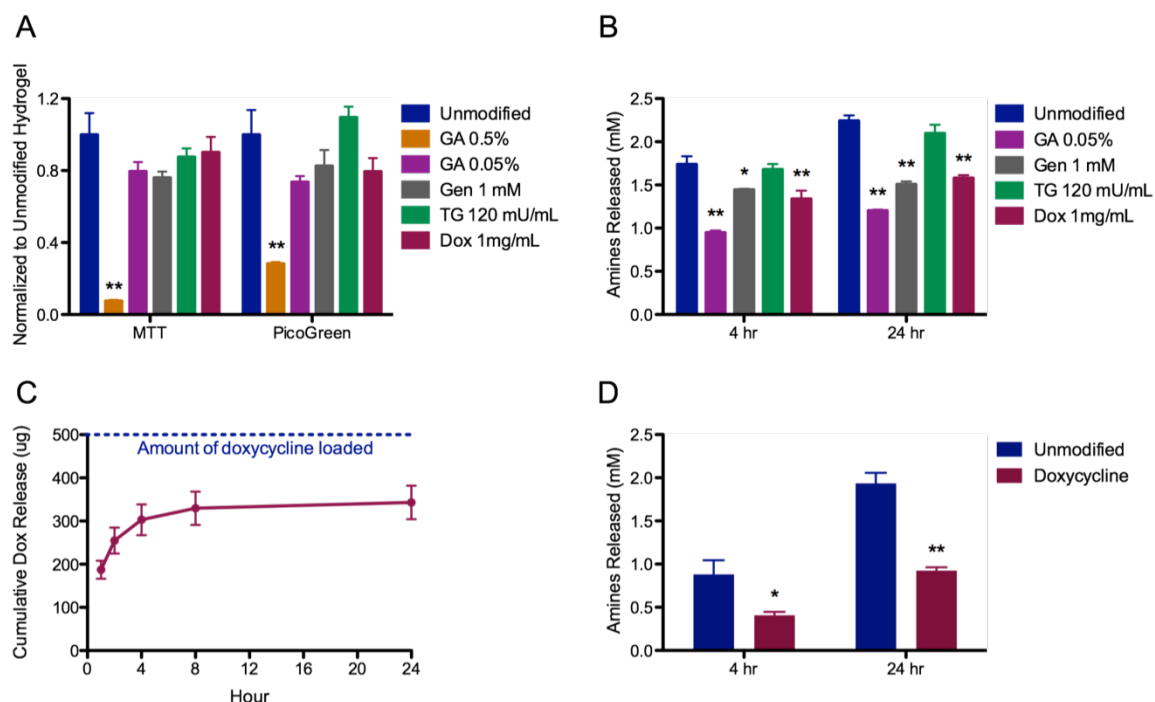 A
Normalized to Unmodified Hydrogel
1.2
0.8
0.4
0.0
**
**
MTT
PicoGreen
Unmodified
GA 0.5%
GA 0.05%
Gen 1 mM
TG 120 mU/mL
Dox 1mg/mL
B
Amines Released (mM)
2.5
2.0
1.5
1.0
0.5
0.0
**
*
**
**
**
**
4 hr
24 hr
Unmodified
GA 0.05%
Gen 1 mM
TG 120 mU/mL
Dox 1mg/mL
C
Cumulative Dox Release (ug)
500
400
300
200
100
0
Amount of doxycycline loaded
0 4 8 12 16 20 24
Hour
D
Amines Released (mM)
2.5
2.0
1.5
1.0
0.5
0.0
*
**
4 hr
24 hr
Unmodified
Doxycycline